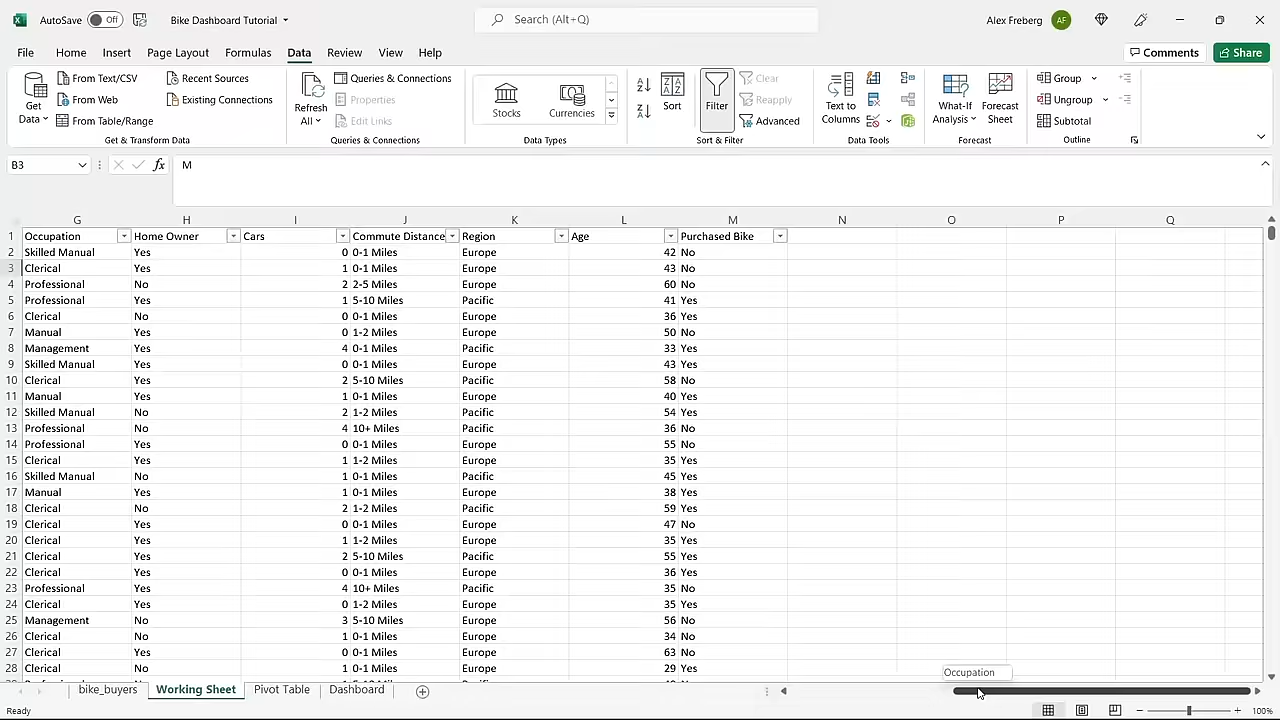 AutoSave Off Bike Dashboard Tutorial Search (Alt+Q) Alex Freberg AF
File Home Insert Page Layout Formulas Data Review View Help Comments Share
Get Data
From Text/CSV
From Web
From Table/Range
Recent Sources
Existing Connections
Get & Transform Data
Refresh All
Queries & Connections
Properties
Edit Links
Queries & Connections
Stocks
Currencies
Data Types
Sort
Filter
Clear
Reapply
Advanced
Sort & Filter
Text to Columns
Data Tools
What-If Analysis
Forecast Sheet
Forecast
Group
Ungroup
Subtotal
Outline
B3 fx M
G H I J K L M N O P Q
1 Occupation Home Owner Cars Commute Distance Region Age Purchased Bike
2 Skilled Manual Yes 0 0-1 Miles Europe 42 No
3 Clerical Yes 1 0-1 Miles Europe 43 No
4 Professional No 2 2-5 Miles Europe 60 No
5 Professional Yes 1 5-10 Miles Pacific 41 Yes
6 Clerical No 0 0-1 Miles Europe 36 Yes
7 Manual Yes 0 1-2 Miles Europe 50 No
8 Management Yes 4 0-1 Miles Pacific 33 Yes
9 Skilled Manual Yes 0 0-1 Miles Europe 43 Yes
10 Clerical Yes 2 5-10 Miles Pacific 58 No
11 Manual Yes 1 0-1 Miles Europe 40 Yes
12 Skilled Manual No 2 1-2 Miles Pacific 54 Yes
13 Professional No 4 10+ Miles Pacific 36 No
14 Professional Yes 0 0-1 Miles Europe 55 No
15 Clerical Yes 1 1-2 Miles Europe 35 Yes
16 Skilled Manual No 1 0-1 Miles Pacific 45 Yes
17 Manual Yes 1 0-1 Miles Europe 38 Yes
18 Clerical No 2 1-2 Miles Pacific 59 Yes
19 Clerical Yes 0 0-1 Miles Europe 47 No
20 Clerical Yes 1 1-2 Miles Europe 35 Yes
21 Clerical Yes 2 5-10 Miles Pacific 55 Yes
22 Clerical Yes 0 0-1 Miles Europe 36 Yes
23 Professional Yes 4 10+ Miles Pacific 35 No
24 Clerical Yes 0 1-2 Miles Europe 35 Yes
25 Management No 3 5-10 Miles Europe 56 No
26 Clerical No 1 0-1 Miles Europe 34 No
27 Clerical Yes 0 0-1 Miles Europe 63 No
28 Clerical No 1 0-1 Miles Europe 29 Yes
Occupation
bike_buyers Working Sheet Pivot Table Dashboard
Ready 100%